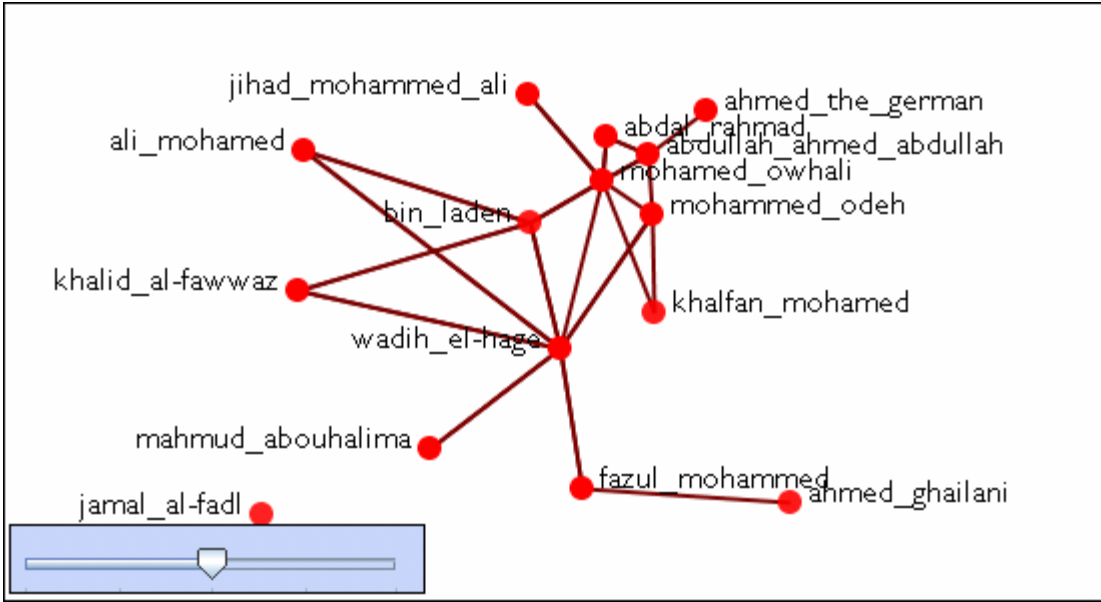 jihad_mohammed_ali
ahmed_the_german
abdal_rahmad
ali_mohamed
abdullah_ahmed_abdullah
mohamed_owhali
bin_laden
mohammed_odeh
khalid_al-fawwaz
khalfan_mohamed
wadih_el-hage
mahmud_abouhalima
fazul_mohammed
ahmed_ghailani
jamal_al-fadl